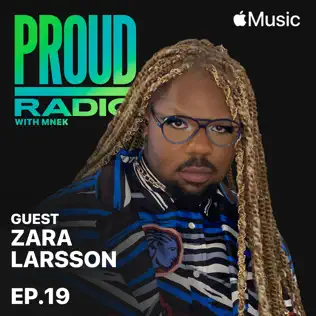 Music
PROUD
RADIO
WITH MNEK
GUEST
ZARA
LARSSON
EP.19